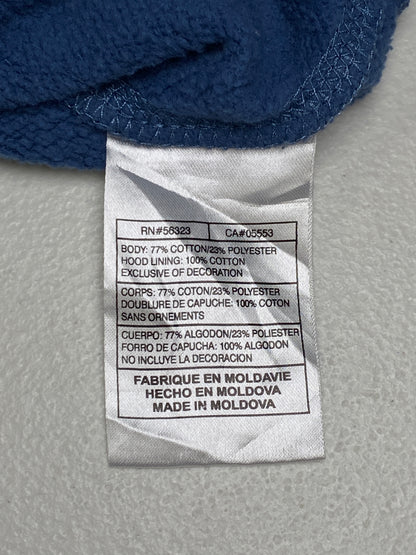 RN#56323 CA#05553
BODY: 77% COTTON/23% POLYESTER
HOOD LINING: 100% COTTON
EXCLUSIVE OF DECORATION
CORPS: 77% COTON/23% POLYESTER
DOUBLURE DE CAPUCHE: 100% COTON
SANS ORNEMENTS
CUERPO: 77% ALGODON/23% POLIESTER
FORRO DE CAPUCHA: 100% ALGODON
NO INCLUYE LA DECORACION
FABRIQUE EN MOLDAVIE
HECHO EN MOLDOVA
MADE IN MOLDOVA